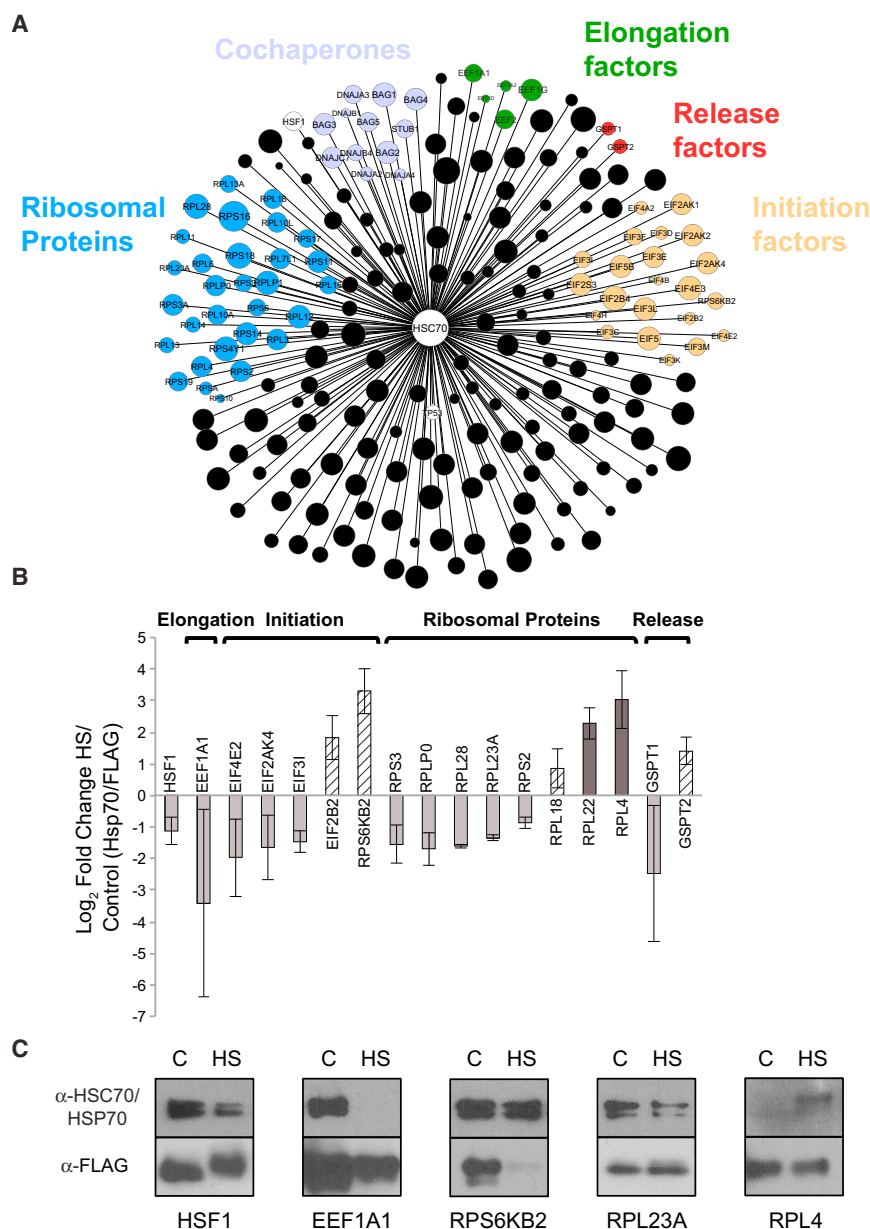 A
Cochaperones
Elongation
factors
Release
factors
Ribosomal
Proteins
Initiation
factors
HSF1
DNAJA3
DNAJB1
BAG1
BAG4
BAG3
BAG5
STUB1
DNAJC7
DNAJB4
BAG2
DNAJA2
DNAJA4
EEF1A1
EEF1A2
EEF1G
EEF2
GSPT1
GSPT2
RPL13A
RPL28
RPS16
RPL18
RPL10L
RPL11
RPS17
RPS18
RPL7L1
RPS11
RPL23A
RPL6
RPLP0
RPS3
RPLP1
RPL15
RPS3A
RPL10A
RPS6
RPL12
RPL14
RPS14
RPL13
RPS4Y1
RPL3
RPL4
RPS2
RPS19
RPSA
RPS10
EIF4A2
EIF2AK1
EIF3F
EIF3D
EIF2AK2
EIF3I
EIF5B
EIF3E
EIF2AK4
EIF2S3
EIF4B
EIF4E3
EIF2B4
EIF3L
RPS6KB2
EIF4H
EIF2B2
EIF3C
EIF5
EIF4E2
EIF3M
EIF3K
HSC70
TP53
B
Elongation
Initiation
Ribosomal Proteins
Release
Log2 Fold Change HS/
Control (Hsp70/FLAG)
5
4
3
2
1
0
-1
-2
-3
-4
-5
-6
-7
HSF1
EEF1A1
EIF4E2
EIF2AK4
EIF3I
EIF2B2
RPS6KB2
RPS3
RPLP0
RPL28
RPL23A
RPS2
RPL18
RPL22
RPL4
GSPT1
GSPT2
C
C HS C HS C HS C HS C HS
α-HSC70/
HSP70
α-FLAG
HSF1 EEF1A1 RPS6KB2 RPL23A RPL4